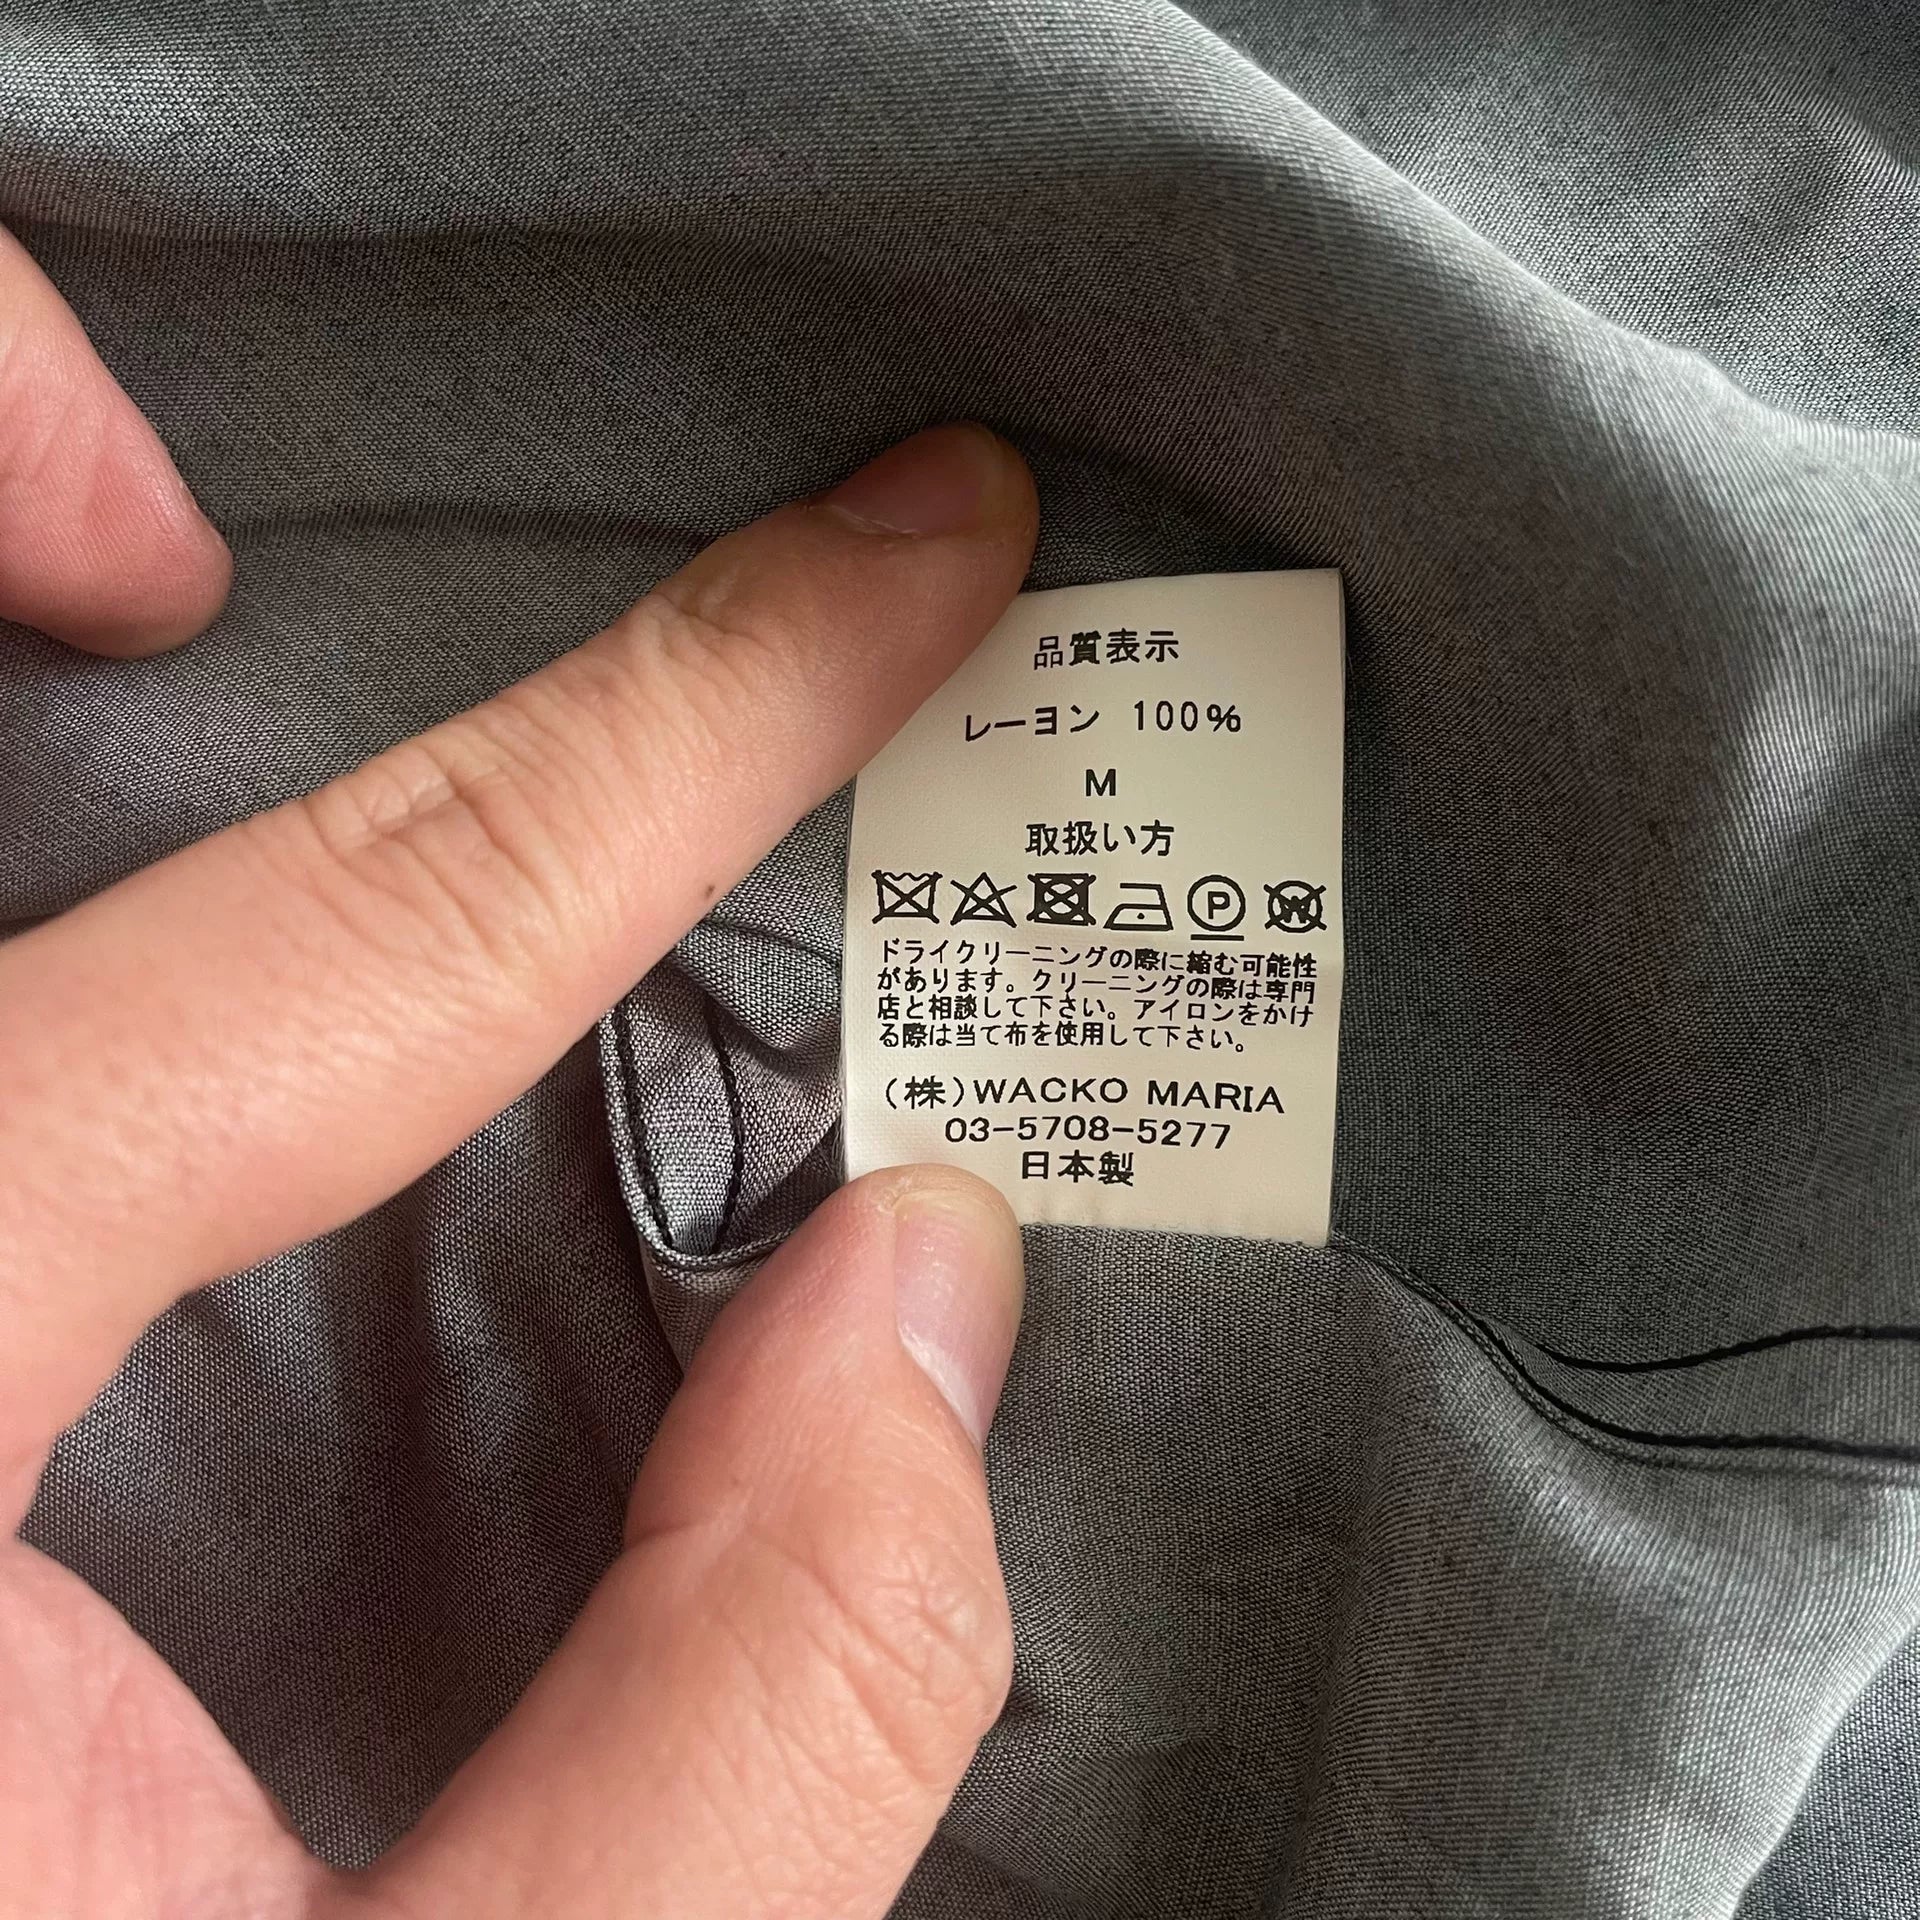 品質表示
レーヨン 100%
M
取扱い方
P W
ドライクリーニングの際に縮む可能性
があります。クリーニングの際は専門
店と相談して下さい。アイロンをかけ
る際は当て布を使用して下さい。
(株)WACKO MARIA
03-5708-5277
日本製